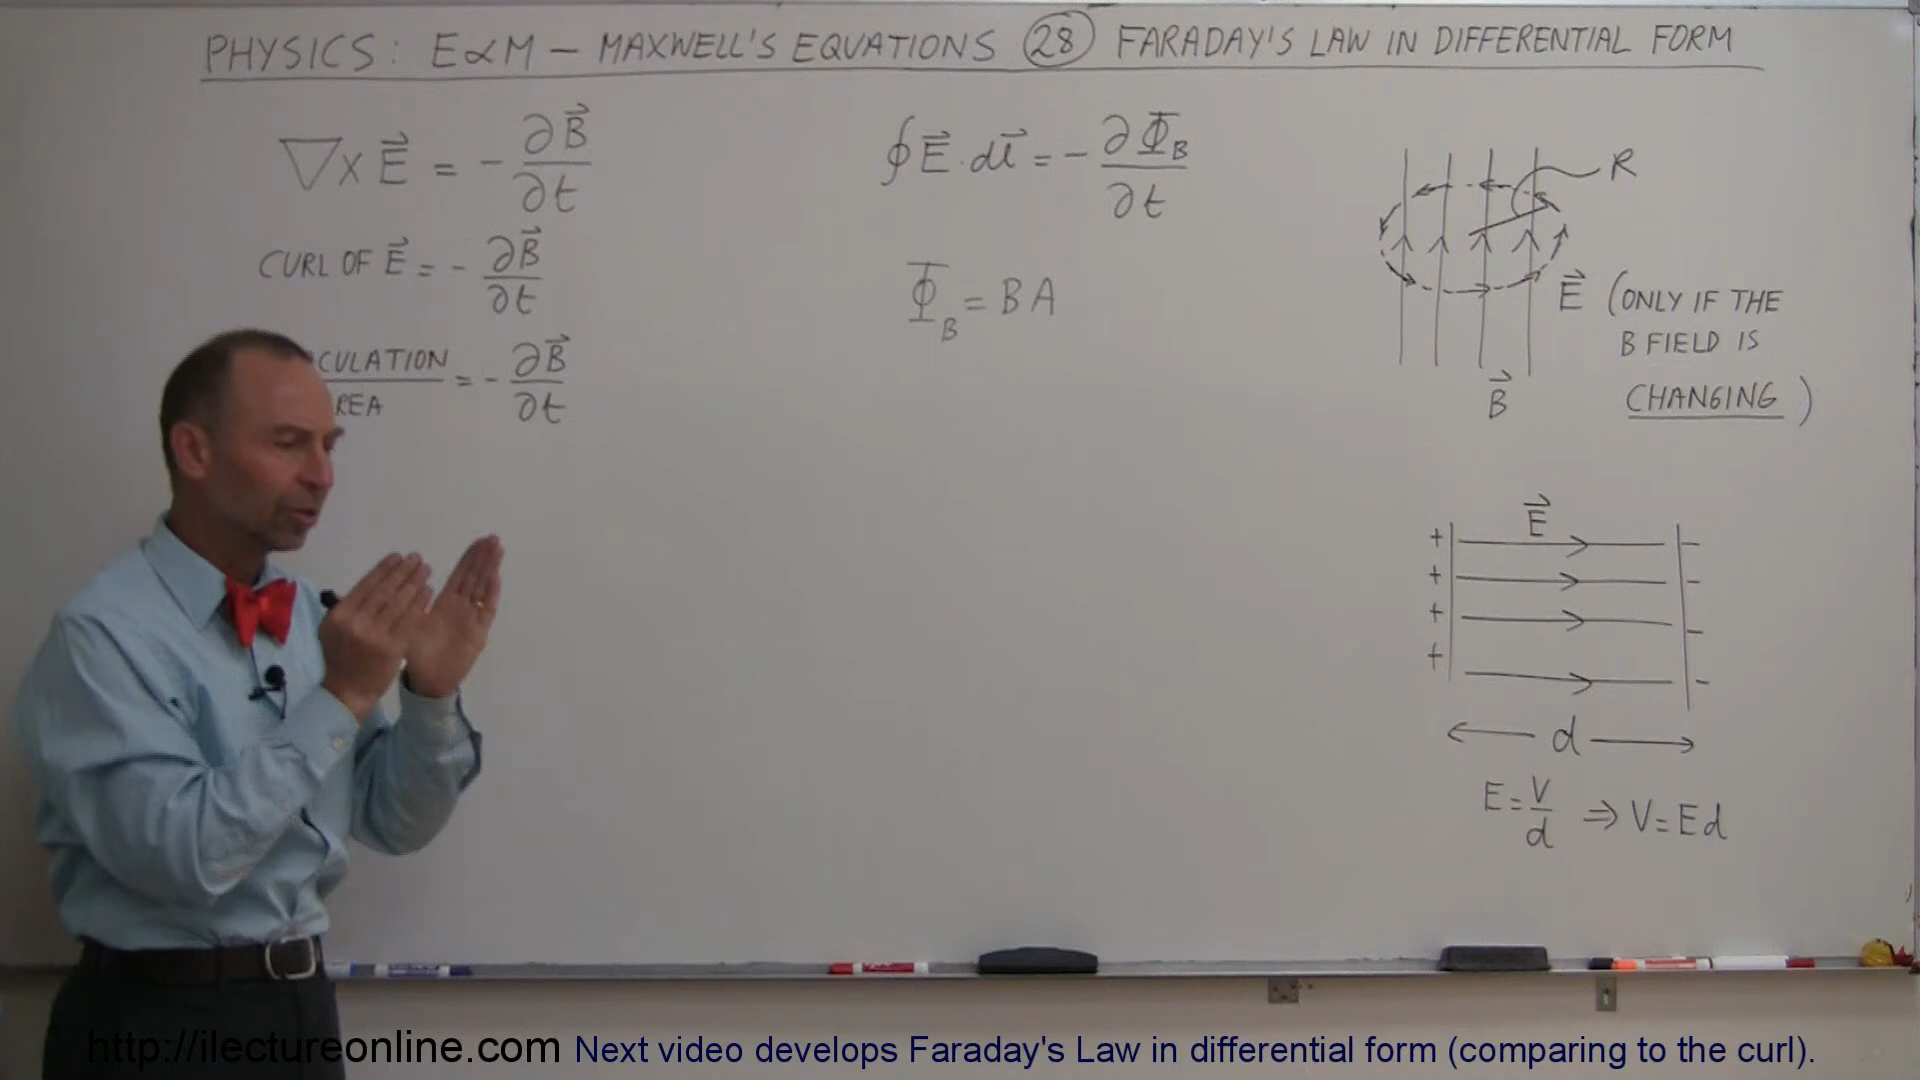 PHYSICS: E&M – MAXWELL'S EQUATIONS 28 FARADAY'S LAW IN DIFFERENTIAL FORM
∇ x E⃗ = - ∂B⃗/∂t
CURL OF E⃗ = - ∂B⃗/∂t
CULATION/REA = - ∂B⃗/∂t
∮E⃗ · dl⃗ = - ∂Φ_B/∂t
Φ_B = BA
R
E⃗ (ONLY IF THE
B FIELD IS
CHANGING)
B⃗
E⃗
+ -
+ -
+ -
+ -
d
E = V/d ⇒ V = Ed
http://ilectureonline.com Next video develops Faraday's Law in differential form (comparing to the curl).